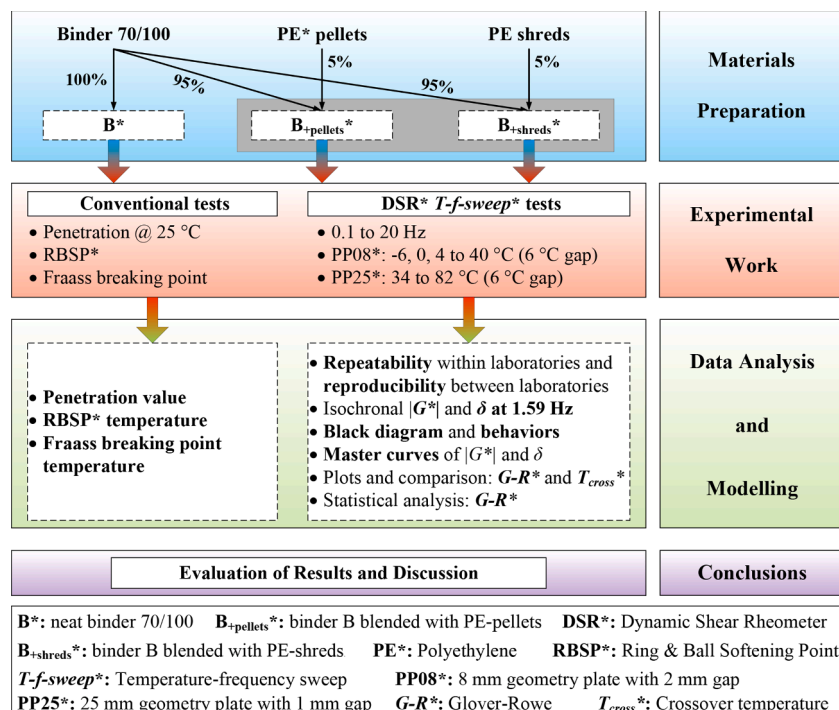 Binder 70/100 PE* pellets PE shreds
100% 95% 5% 95% 5%
B* B+pellets* B+shreds*
Materials
Preparation
Conventional tests
• Penetration @ 25 °C
• RBSP*
• Fraass breaking point
DSR* T-f-sweep* tests
• 0.1 to 20 Hz
• PP08*: -6, 0, 4 to 40 °C (6 °C gap)
• PP25*: 34 to 82 °C (6 °C gap)
Experimental
Work
• Penetration value
• RBSP* temperature
• Fraass breaking point
temperature
• Repeatability within laboratories and
reproducibility between laboratories
• Isochronal |G*| and δ at 1.59 Hz
• Black diagram and behaviors
• Master curves of |G*| and δ
• Plots and comparison: G-R* and Tcross*
• Statistical analysis: G-R*
Data Analysis
and
Modelling
Evaluation of Results and Discussion
Conclusions
B*: neat binder 70/100 B+pellets*: binder B blended with PE-pellets DSR*: Dynamic Shear Rheometer
B+shreds*: binder B blended with PE-shreds PE*: Polyethylene RBSP*: Ring & Ball Softening Point
T-f-sweep*: Temperature-frequency sweep PP08*: 8 mm geometry plate with 2 mm gap
PP25*: 25 mm geometry plate with 1 mm gap G-R*: Glover-Rowe Tcross*: Crossover temperature